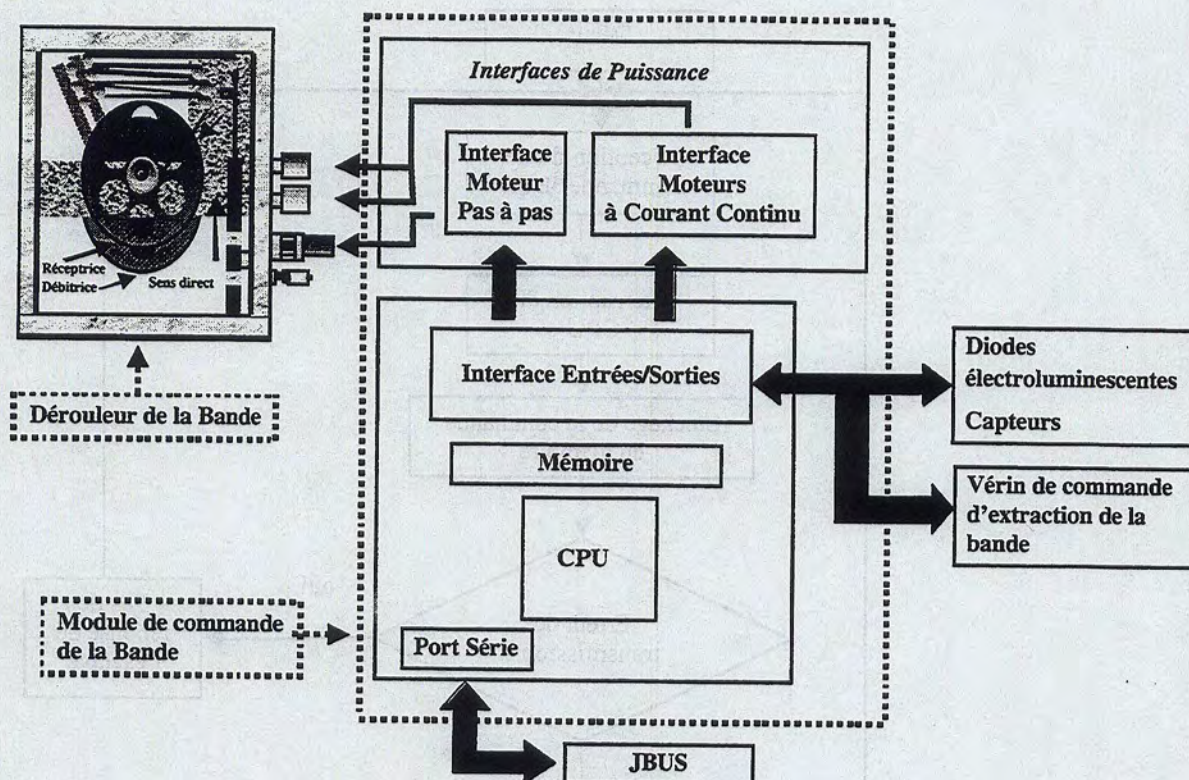 Interfaces de Puissance
Interface
Moteur
Pas à pas
Interface
Moteurs
à Courant Continu
Réceptrice
Débitrice
Sens direct
Dérouleur de la Bande
Interface Entrées/Sorties
Mémoire
CPU
Port Série
Module de commande
de la Bande
Diodes
électroluminescentes
Capteurs
Vérin de commande
d'extraction de la
bande
JBUS